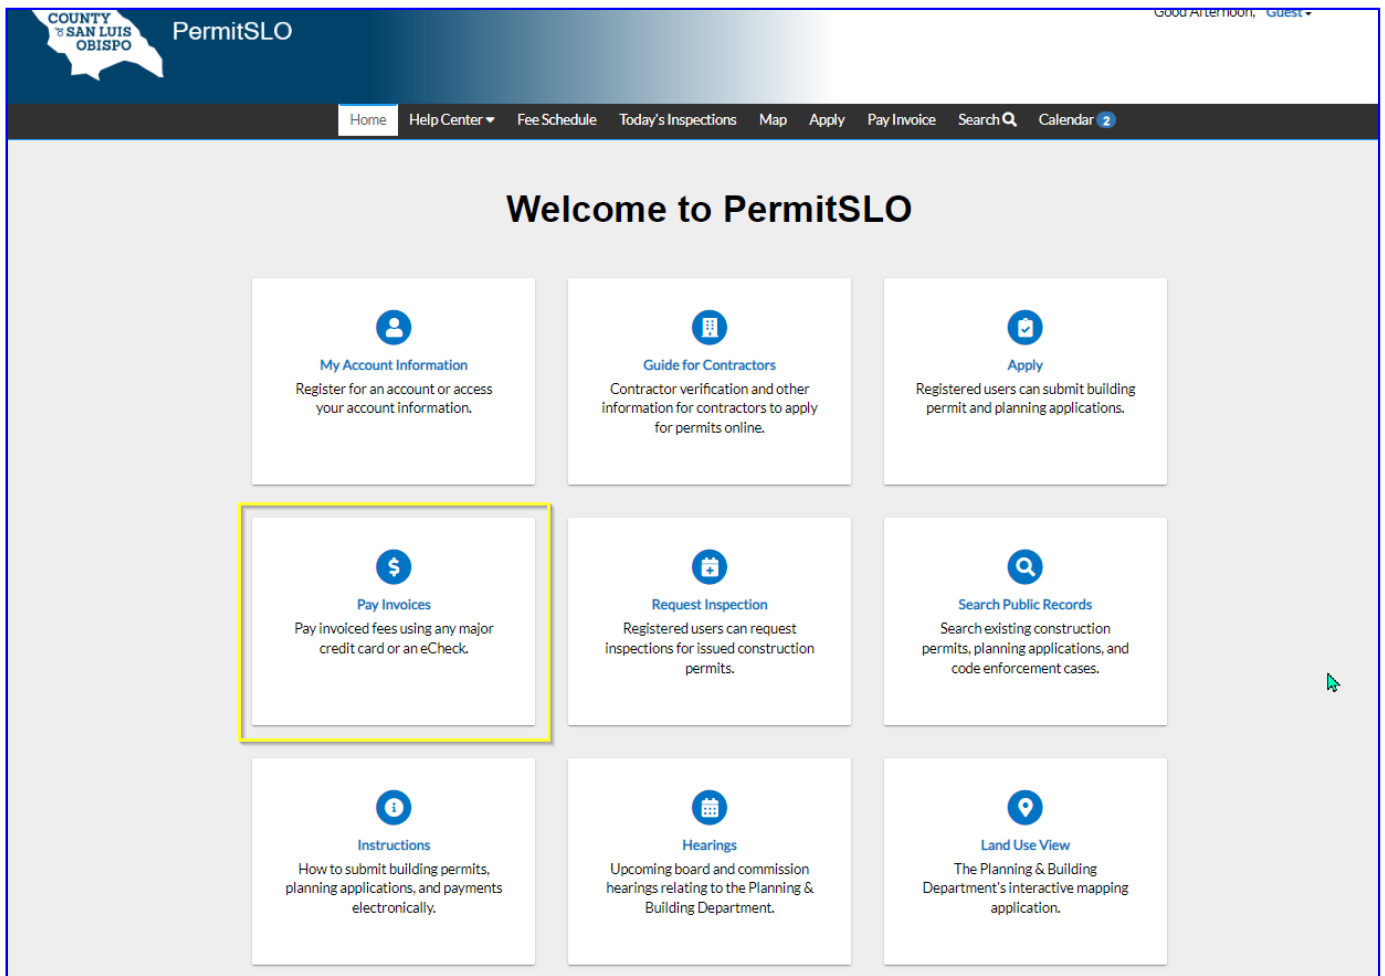 COUNTY
OF SAN LUIS
OBISPO
PermitSLO
Good Afternoon, Guest
Home Help Center Fee Schedule Today's Inspections Map Apply Pay Invoice Search Calendar 2
Welcome to PermitSLO
My Account Information
Register for an account or access
your account information.
Guide for Contractors
Contractor verification and other
information for contractors to apply
for permits online.
Apply
Registered users can submit building
permit and planning applications.
Pay Invoices
Pay invoiced fees using any major
credit card or an eCheck.
Request Inspection
Registered users can request
inspections for issued construction
permits.
Search Public Records
Search existing construction
permits, planning applications, and
code enforcement cases.
Instructions
How to submit building permits,
planning applications, and payments
electronically.
Hearings
Upcoming board and commission
hearings relating to the Planning &
Building Department.
Land Use View
The Planning & Building
Department's interactive mapping
application.